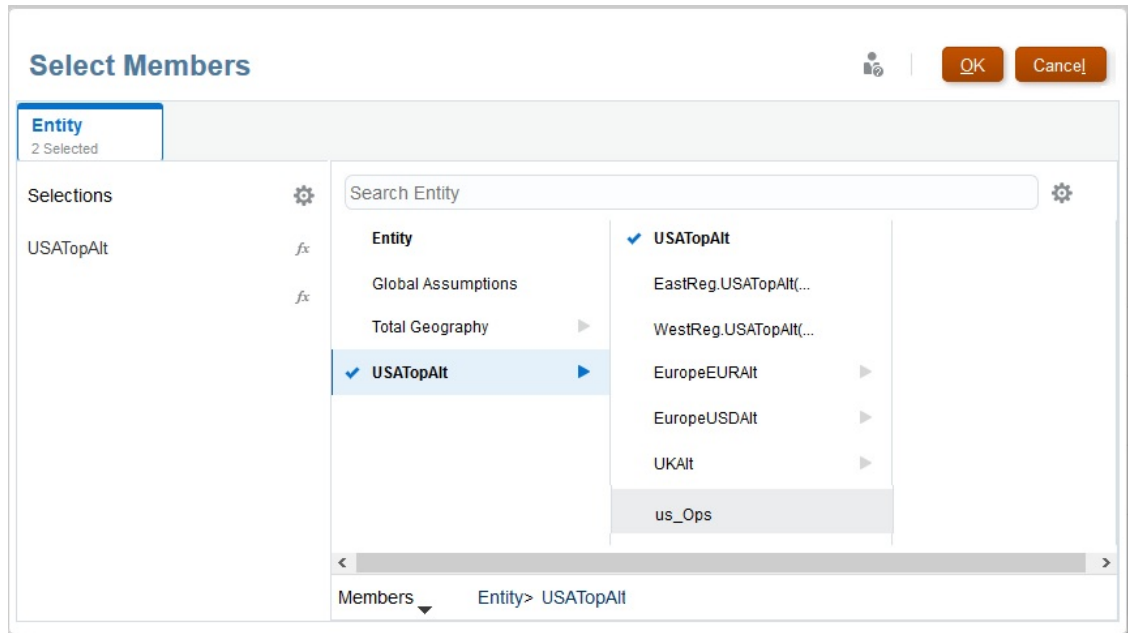 Select Members
OK
Cancel
Entity
2 Selected
Selections
USATopAlt
fx
fx
Search Entity
Entity
Global Assumptions
Total Geography
USATopAlt
USATopAlt
EastReg.USATopAlt(...
WestReg.USATopAlt(...
EuropeEURAlt
EuropeUSDAlt
UKAlt
us_Ops
Members
Entity> USATopAlt